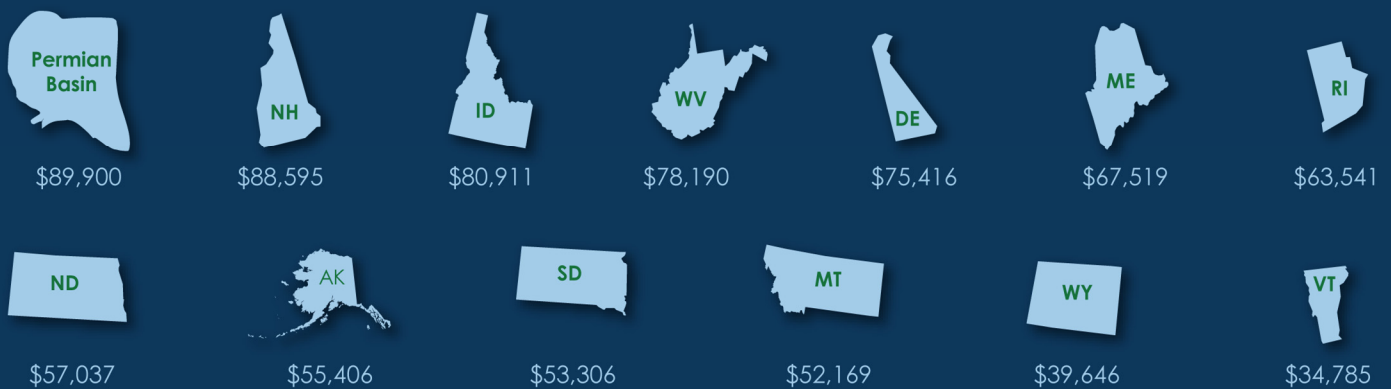 Permian
Basin
NH
ID
WV
DE
ME
RI
$89,900
$88,595
$80,911
$78,190
$75,416
$67,519
$63,541
ND
AK
SD
MT
WY
VT
$57,037
$55,406
$53,306
$52,169
$39,646
$34,785